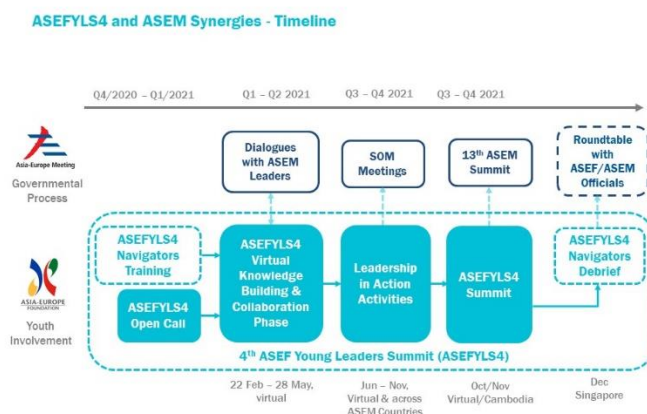 ASEFYLS4 and ASEM Synergies - Timeline
Q4/2020 – Q1/2021
Q1 – Q2 2021
Q3 – Q4 2021
Q3 – Q4 2021
Asia-Europe Meeting
Governmental
Process
Dialogues
with ASEM
Leaders
SOM
Meetings
13th ASEM
Summit
Roundtable
with
ASEF/ASEM
Officials
ASIA-EUROPE
FOUNDATION
Youth
Involvement
ASEFYLS4
Navigators
Training
ASEFYLS4
Open Call
ASEFYLS4
Virtual
Knowledge
Building &
Collaboration
Phase
Leadership
in Action
Activities
ASEFYLS4
Summit
ASEFYLS4
Navigators
Debrief
4th ASEF Young Leaders Summit (ASEFYLS4)
22 Feb – 28 May,
virtual
Jun – Nov,
Virtual & across
ASEM Countries
Oct/Nov
Virtual/Cambodia
Dec
Singapore